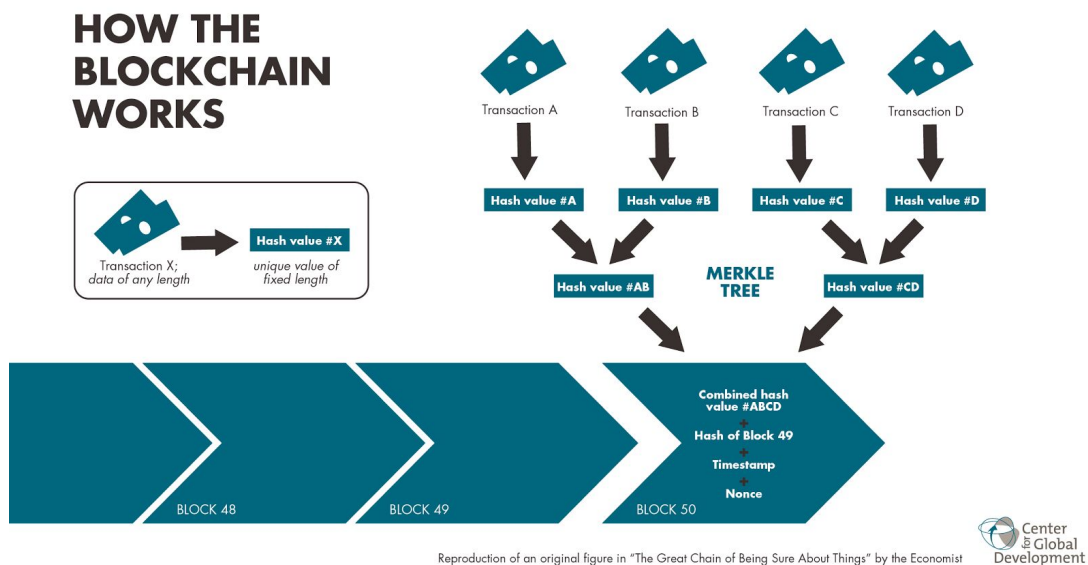 HOW THE
BLOCKCHAIN
WORKS
Transaction A
Transaction B
Transaction C
Transaction D
Hash value #A
Hash value #B
Hash value #C
Hash value #D
Transaction X;
data of any length
Hash value #X
unique value of
fixed length
Hash value #AB
MERKLE
TREE
Hash value #CD
Combined hash
value #ABCD
+
Hash of Block 49
+
Timestamp
+
Nonce
BLOCK 48
BLOCK 49
BLOCK 50
Reproduction of an original figure in “The Great Chain of Being Sure About Things” by the Economist
Center
for Global
Development